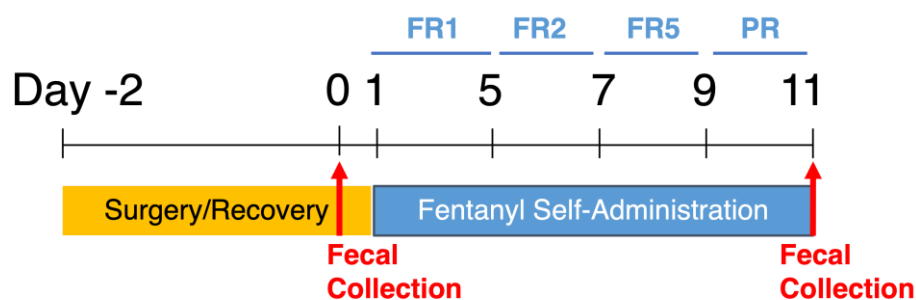 FR1 FR2 FR5 PR
Day -2 0 1 5 7 9 11
Surgery/Recovery Fentanyl Self-Administration
Fecal Fecal
Collection Collection